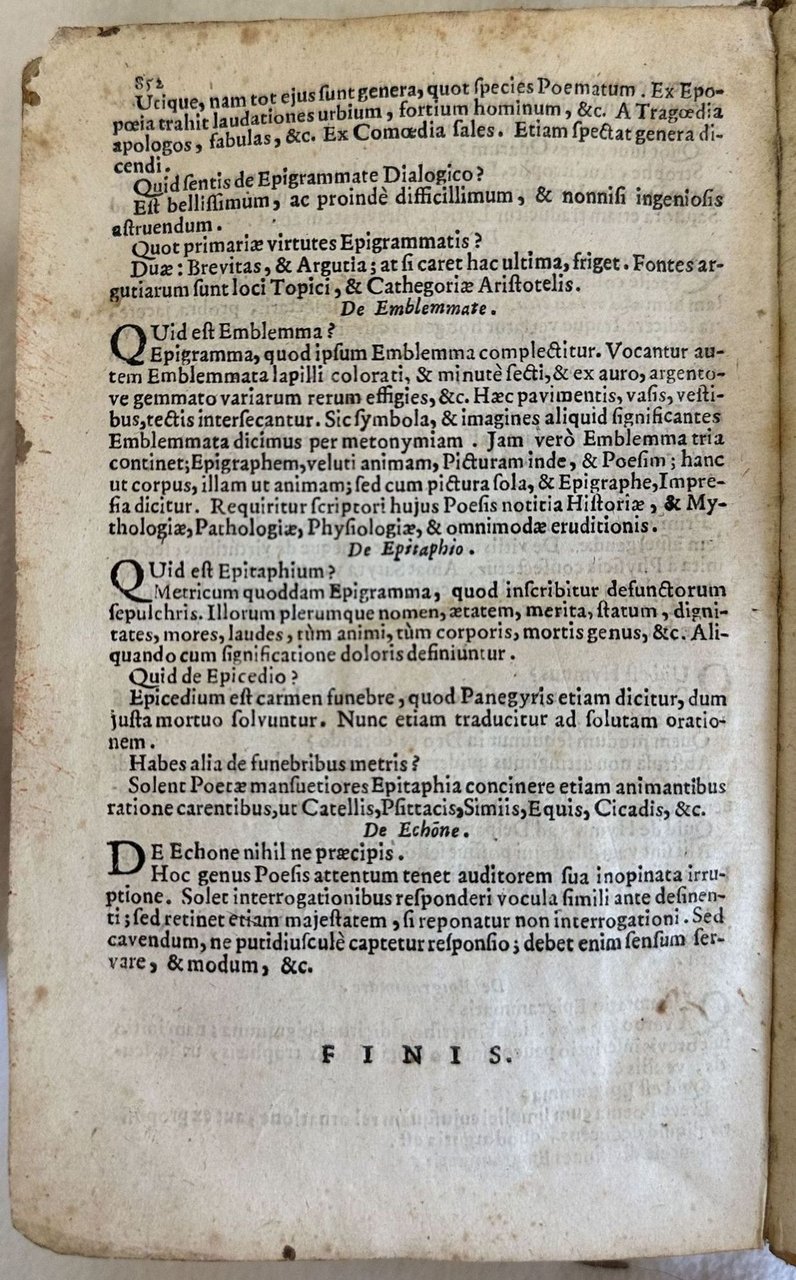 852
Utique, nam tot ejus ſunt genera, quot ſpecies Poematum. Ex Epo-
pœia trahit laudationes urbium, fortium hominum, &c. A Tragœdia
apologos, fabulas, &c. Ex Comœdia ſales. Etiam ſpectat genera di-
cendi.
Quid ſentis de Epigrammate Dialogico?
Eſt belliſſimum, ac proindè difficillimum, & nonniſi ingenioſis
aſtruendum.
Quot primariæ virtutes Epigrammatis?
Duæ: Brevitas, & Argutia; at ſi caret hac ultima, friget. Fontes ar-
gutiarum ſunt loci Topici, & Cathegoriæ Ariſtotelis.
De Emblemmate.
QUid eſt Emblemma?
Epigramma, quod ipſum Emblemma complectitur. Vocantur au-
tem Emblemmata lapilli colorati, & minutè ſecti, & ex auro, argento-
ve gemmato variarum rerum effigies, &c. Hæc pavimentis, vaſis, veſti-
bus, tectis interſecantur. Sic ſymbola, & imagines aliquid ſignificantes
Emblemmata dicimus per metonymiam. Jam verò Emblemma tria
continet; Epigraphem, veluti animam, Picturam inde, & Poeſim; hanc
ut corpus, illam ut animam; ſed cum pictura ſola, & Epigraphe, Impre-
ſia dicitur. Requiritur ſcriptori hujus Poeſis notitia Hiſtoriæ, & My-
thologiæ, Pathologiæ, Phyſiologiæ, & omnimodæ eruditionis.
De Epitaphio.
QUid eſt Epitaphium?
Metricum quoddam Epigramma, quod inſcribitur defunctorum
ſepulchris. Illorum plerumque nomen, ætatem, merita, ſtatum, digni-
tates, mores, laudes, tùm animi, tùm corporis, mortis genus, &c. Ali-
quando cum ſignificatione doloris definiuntur.
Quid de Epicedio?
Epicedium eſt carmen funebre, quod Panegyris etiam dicitur, dum
juſta mortuo ſolvuntur. Nunc etiam traducitur ad ſolutam oratio-
nem.
Habes alia de funebribus metris?
Solent Poetæ manſuetiores Epitaphia concinere etiam animantibus
ratione carentibus, ut Catellis, Pſittacis, Simiis, Equis, Cicadis, &c.
De Echōne.
DE Echone nihil ne præcipis.
Hoc genus Poeſis attentum tenet auditorem ſua inopinata irru-
ptione. Solet interrogationibus reſponderi vocula ſimili ante deſinen-
ti; ſed retinet etiam majeſtatem, ſi reponatur non interrogationi. Sed
cavendum, ne putidiuſculè captetur reſponſio; debet enim ſenſum ſer-
vare, & modum, &c.
FINIS.